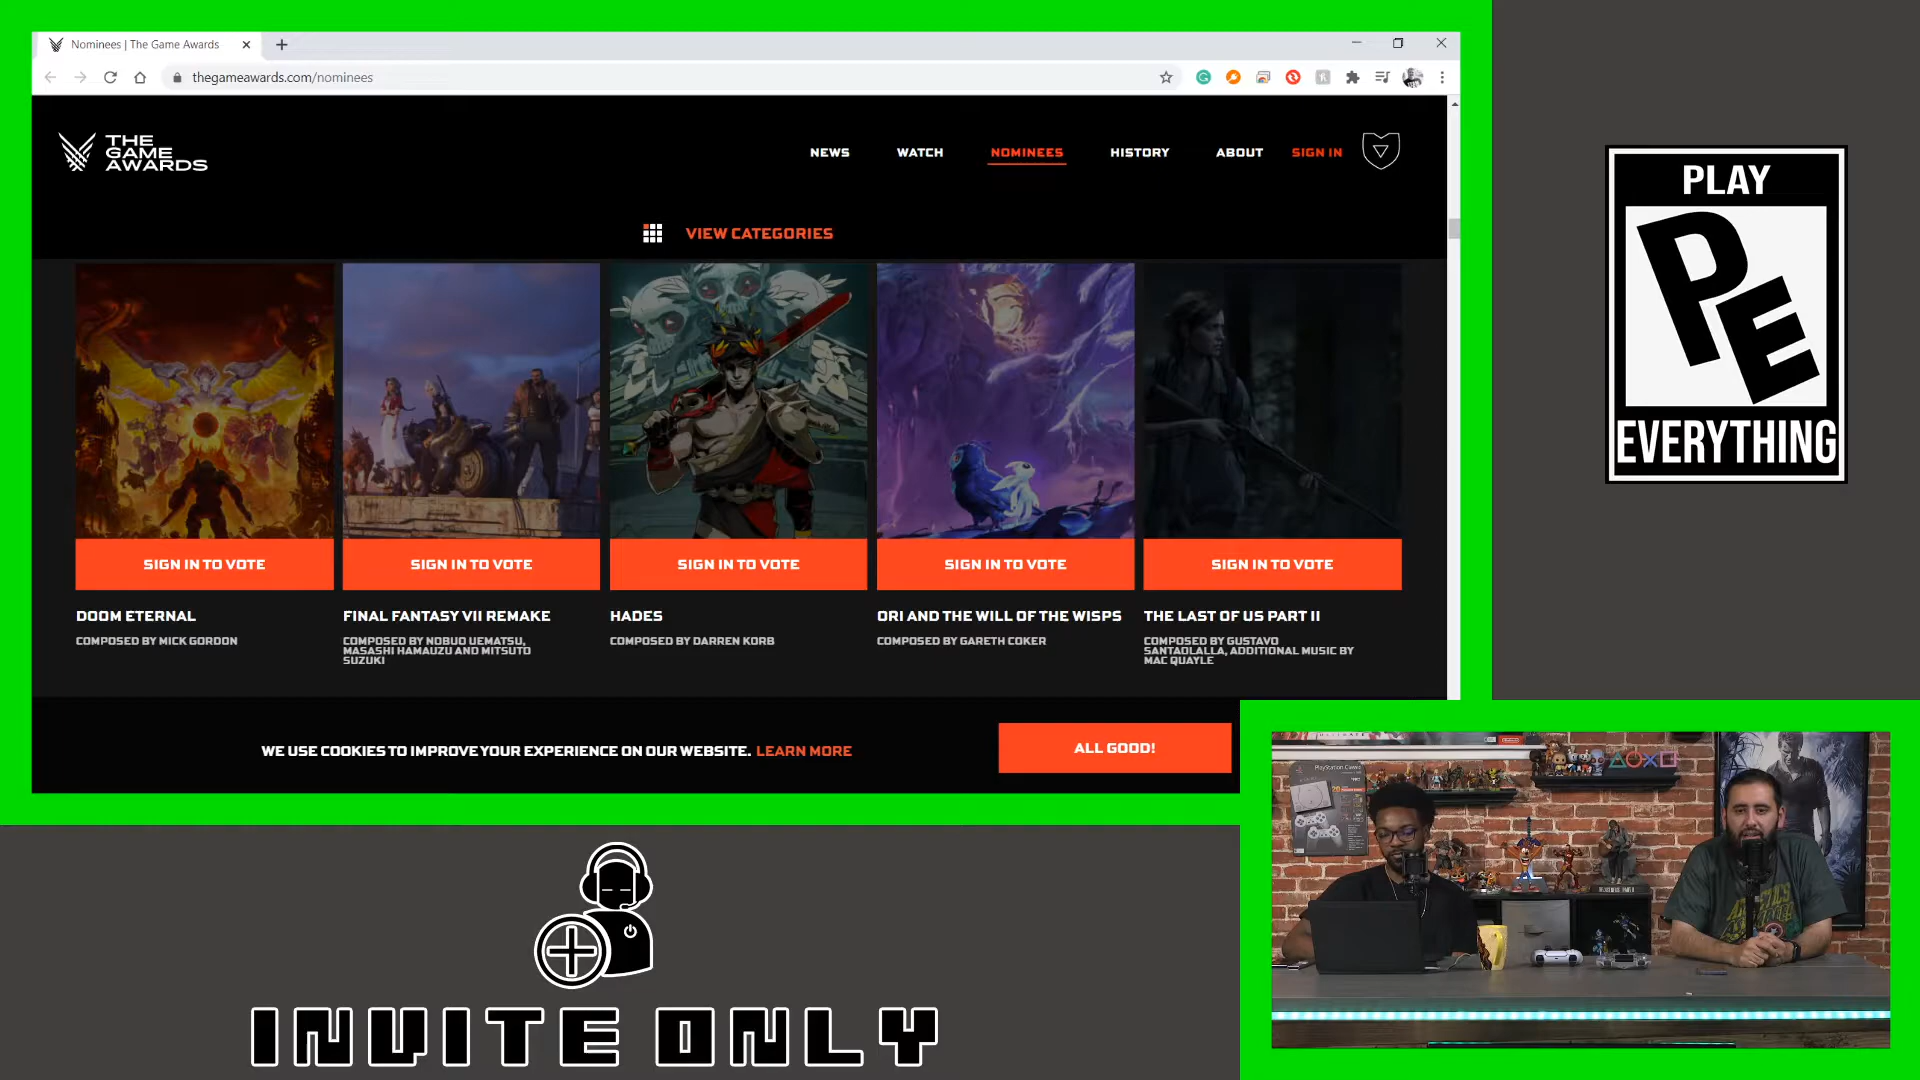 Nominees | The Game Awards
thegameawards.com/nominees
THE
GAME
AWARDS
NEWS
WATCH
NOMINEES
HISTORY
ABOUT
SIGN IN
VIEW CATEGORIES
SIGN IN TO VOTE
SIGN IN TO VOTE
SIGN IN TO VOTE
SIGN IN TO VOTE
SIGN IN TO VOTE
DOOM ETERNAL
COMPOSED BY MICK GORDON
FINAL FANTASY VII REMAKE
COMPOSED BY NOBUO UEMATSU,
MASASHI HAMAUZU AND MITSUTO
SUZUKI
HADES
COMPOSED BY DARREN KORB
ORI AND THE WILL OF THE WISPS
COMPOSED BY GARETH COKER
THE LAST OF US PART II
COMPOSED BY GUSTAVO
SANTAOLALLA, ADDITIONAL MUSIC BY
MAC QUAYLE
WE USE COOKIES TO IMPROVE YOUR EXPERIENCE ON OUR WEBSITE. LEARN MORE
ALL GOOD!
PLAY
PE
EVERYTHING
PlayStation Classic
20
INVITE ONLY